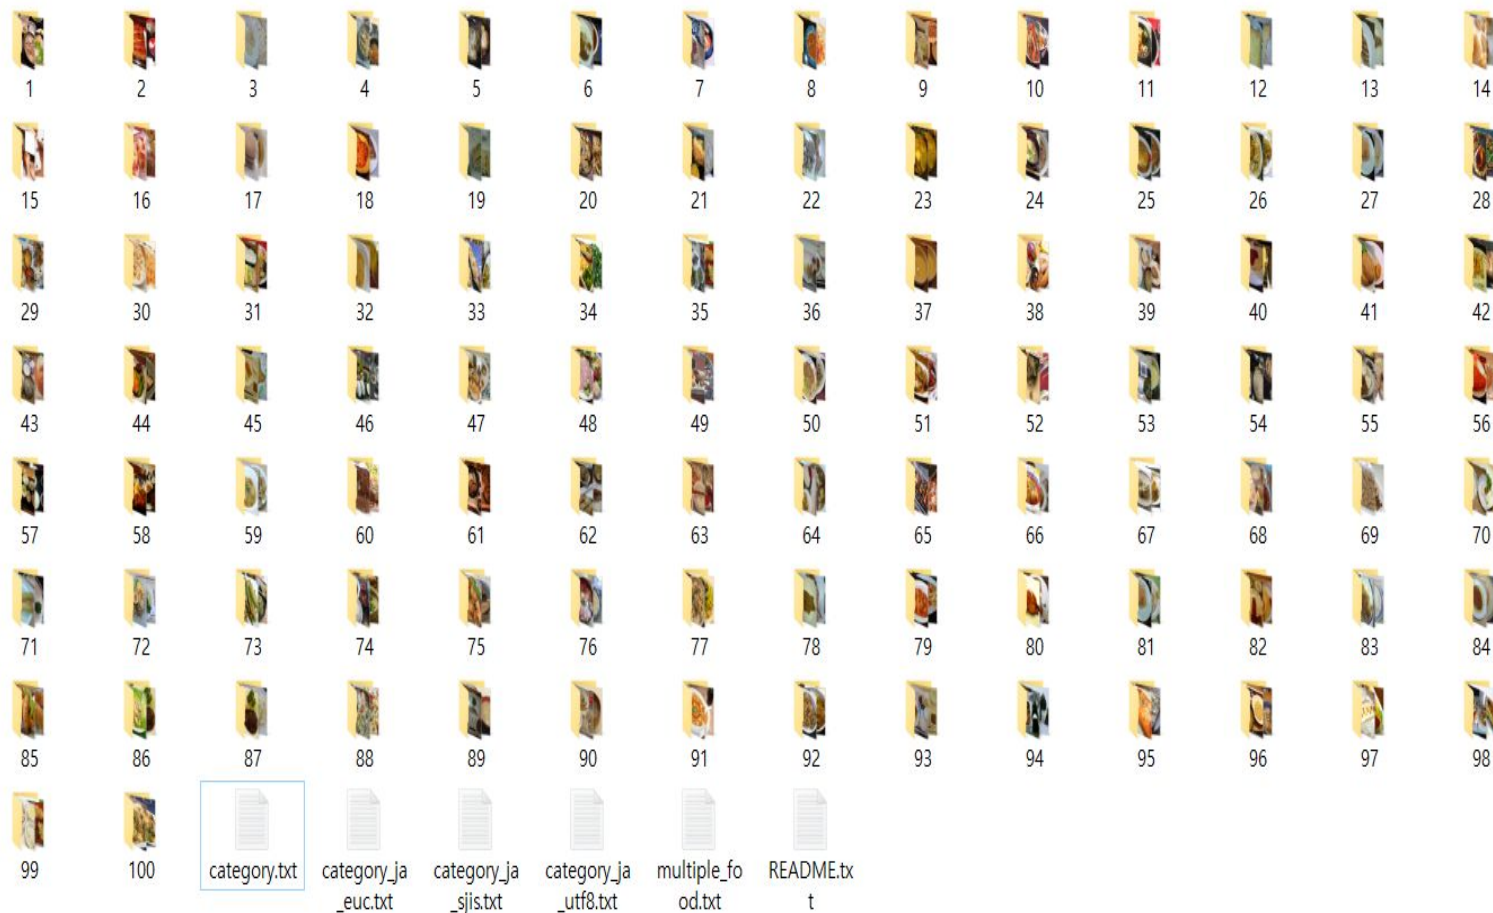 1 2 3 4 5 6 7 8 9 10 11 12 13 14
15 16 17 18 19 20 21 22 23 24 25 26 27 28
29 30 31 32 33 34 35 36 37 38 39 40 41 42
43 44 45 46 47 48 49 50 51 52 53 54 55 56
57 58 59 60 61 62 63 64 65 66 67 68 69 70
71 72 73 74 75 76 77 78 79 80 81 82 83 84
85 86 87 88 89 90 91 92 93 94 95 96 97 98
99 100 category.txt category_ja category_ja category_ja multiple_fo README.tx
_euc.txt _sjis.txt _utf8.txt od.txt t